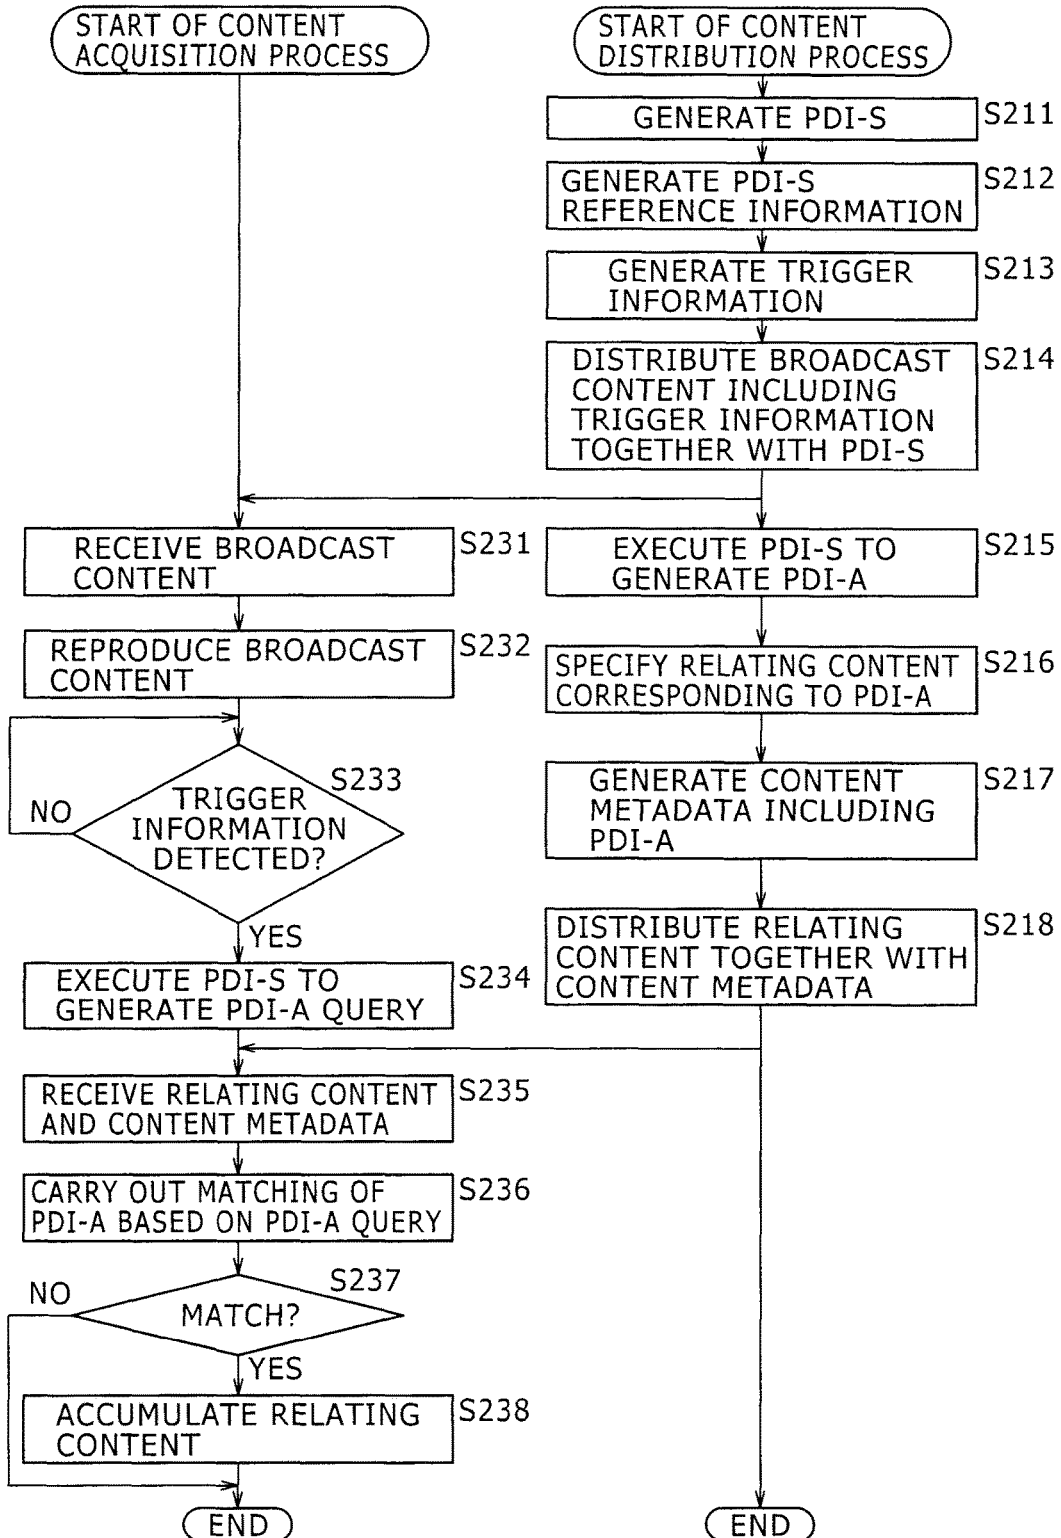 START OF CONTENT
ACQUISITION PROCESS
START OF CONTENT
DISTRIBUTION PROCESS
GENERATE PDI-S
S211
GENERATE PDI-S
REFERENCE INFORMATION
S212
GENERATE TRIGGER
INFORMATION
S213
DISTRIBUTE BROADCAST
CONTENT INCLUDING
TRIGGER INFORMATION
TOGETHER WITH PDI-S
S214
RECEIVE BROADCAST
CONTENT
S231
EXECUTE PDI-S TO
GENERATE PDI-A
S215
REPRODUCE BROADCAST
CONTENT
S232
SPECIFY RELATING CONTENT
CORRESPONDING TO PDI-A
S216
S233
NO
TRIGGER
INFORMATION
DETECTED?
YES
GENERATE CONTENT
METADATA INCLUDING
PDI-A
S217
DISTRIBUTE RELATING
CONTENT TOGETHER WITH
CONTENT METADATA
S218
EXECUTE PDI-S TO
GENERATE PDI-A QUERY
S234
RECEIVE RELATING CONTENT
AND CONTENT METADATA
S235
CARRY OUT MATCHING OF
PDI-A BASED ON PDI-A QUERY
S236
S237
NO
MATCH?
YES
ACCUMULATE RELATING
CONTENT
S238
END
END